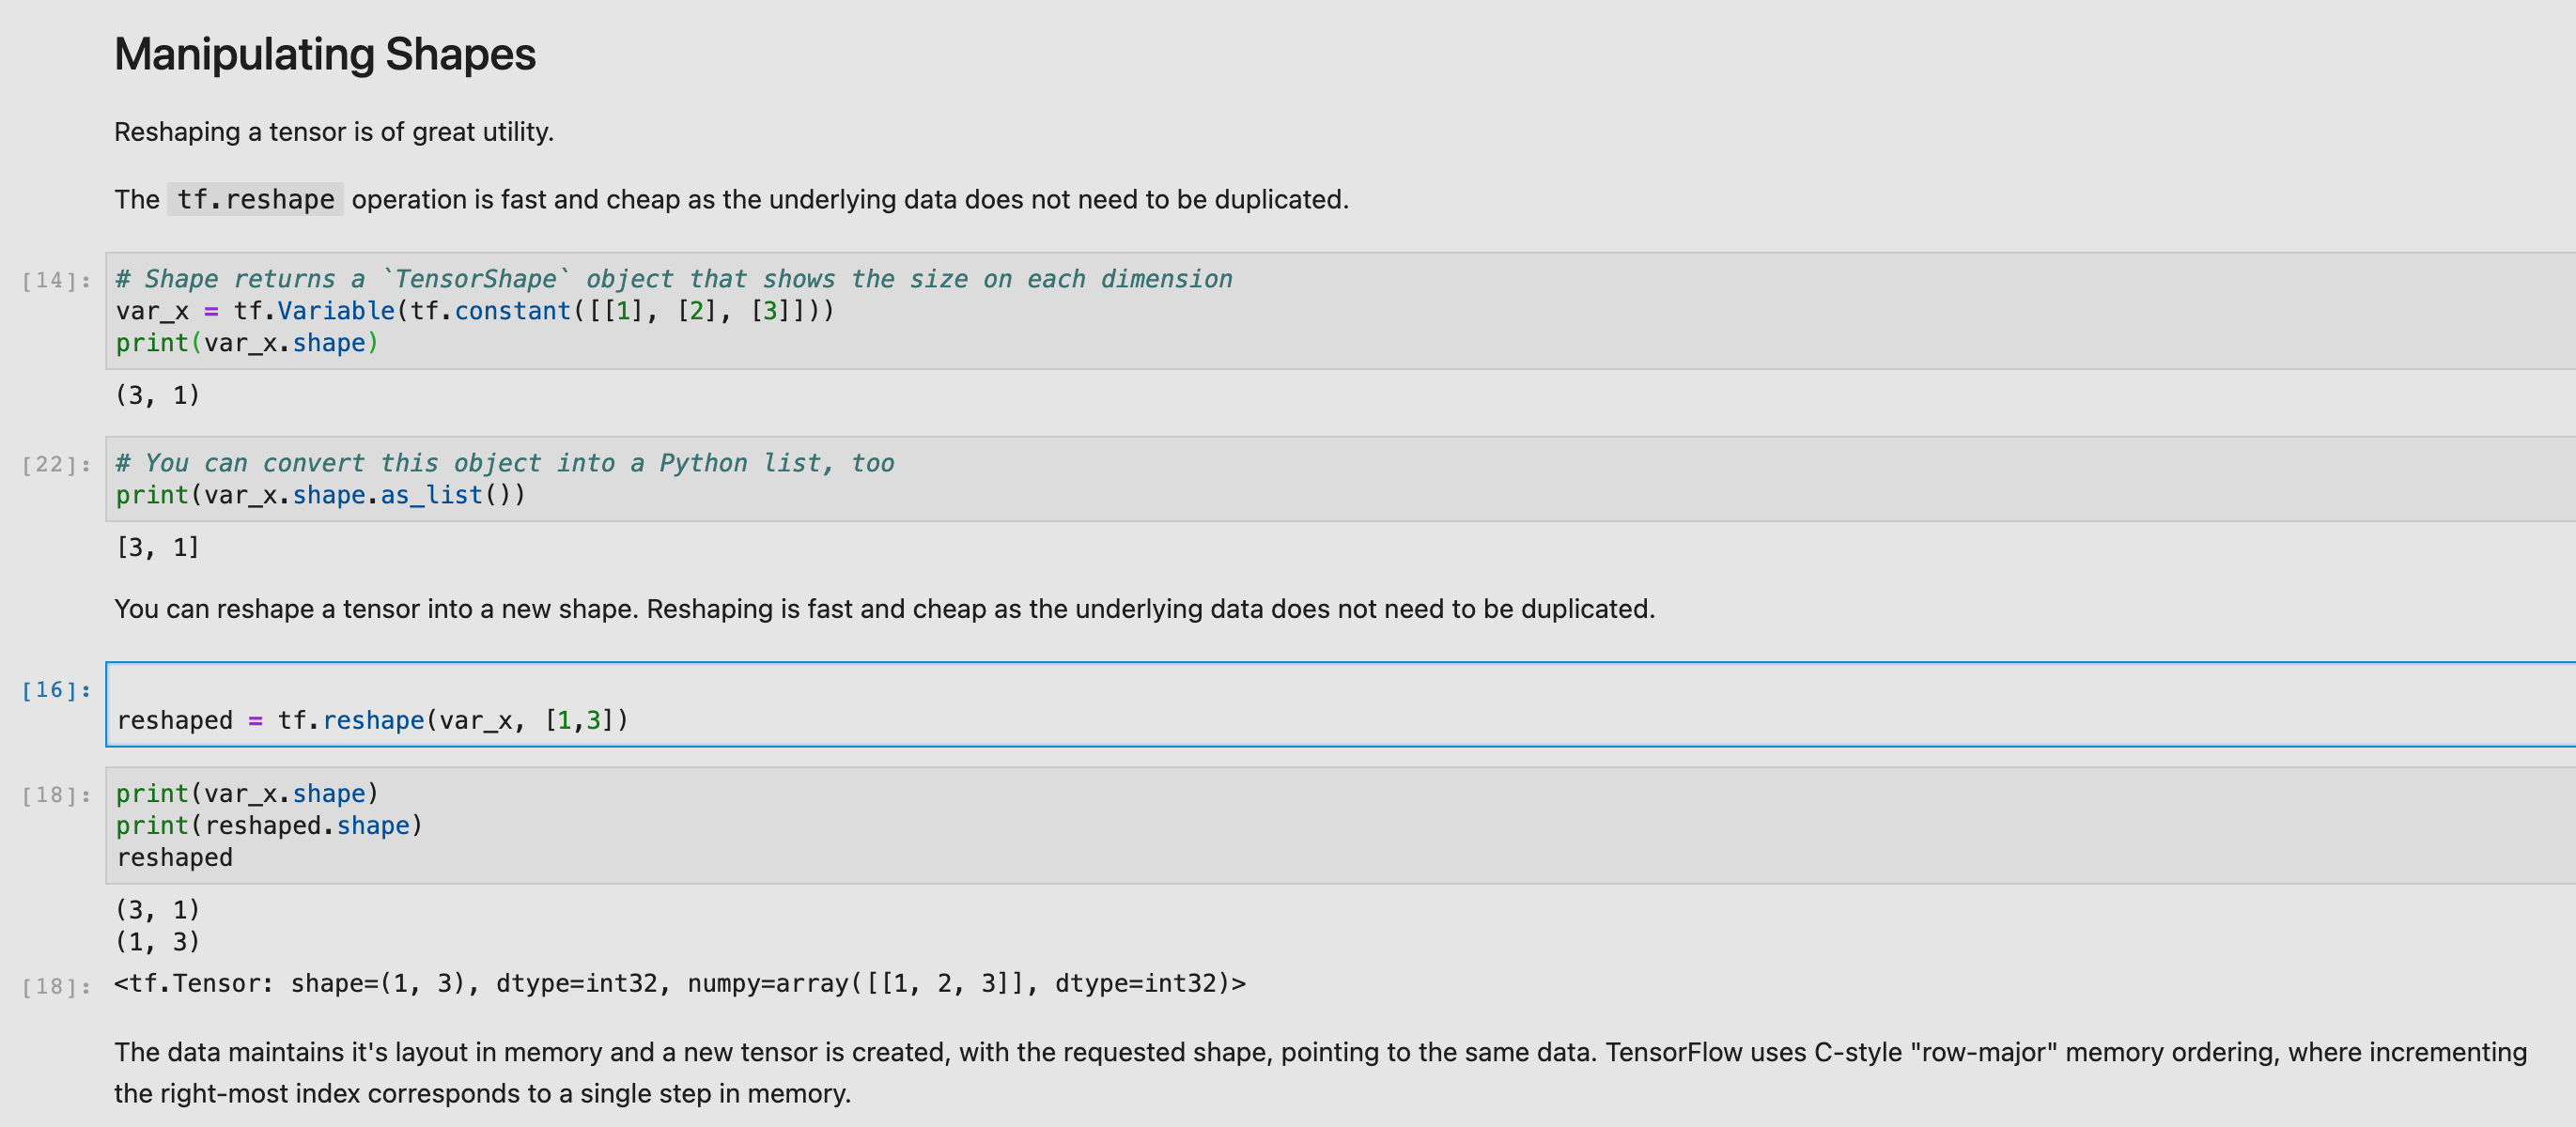 Manipulating Shapes
Reshaping a tensor is of great utility.
The tf.reshape operation is fast and cheap as the underlying data does not need to be duplicated.
[14]: # Shape returns a `TensorShape` object that shows the size on each dimension
var_x = tf.Variable(tf.constant([[1], [2], [3]]))
print(var_x.shape)
(3, 1)
[22]: # You can convert this object into a Python list, too
print(var_x.shape.as_list())
[3, 1]
You can reshape a tensor into a new shape. Reshaping is fast and cheap as the underlying data does not need to be duplicated.
[16]:
reshaped = tf.reshape(var_x, [1,3])
[18]: print(var_x.shape)
print(reshaped.shape)
reshaped
(3, 1)
(1, 3)
[18]: <tf.Tensor: shape=(1, 3), dtype=int32, numpy=array([[1, 2, 3]], dtype=int32)>
The data maintains it's layout in memory and a new tensor is created, with the requested shape, pointing to the same data. TensorFlow uses C-style "row-major" memory ordering, where incrementing
the right-most index corresponds to a single step in memory.